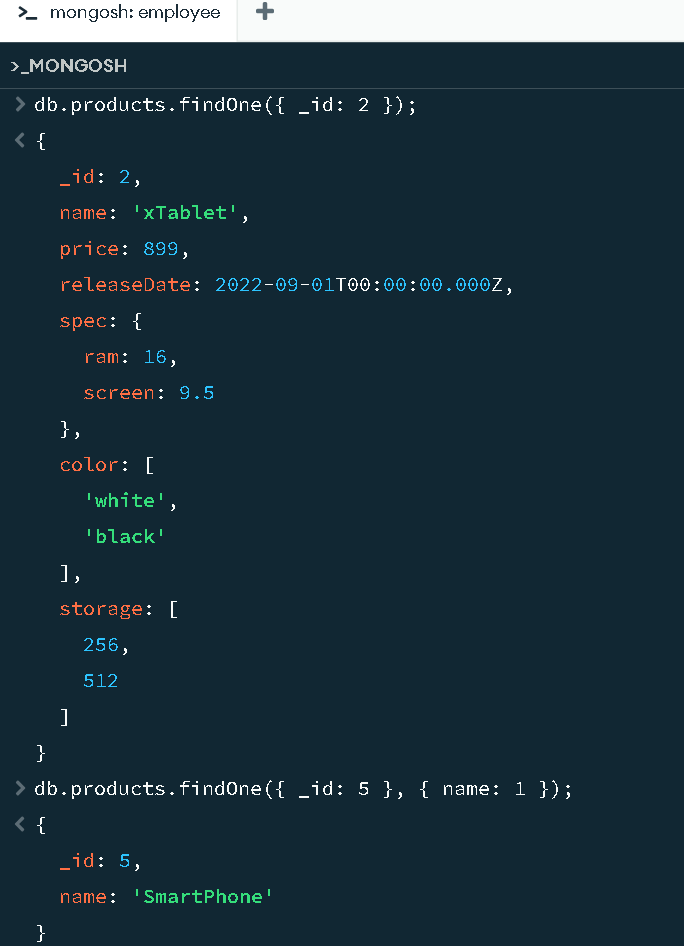 >_ mongosh: employee +
>_MONGOSH
> db.products.findOne({ _id: 2 });
< {
    _id: 2,
    name: 'xTablet',
    price: 899,
    releaseDate: 2022-09-01T00:00:00.000Z,
    spec: {
      ram: 16,
      screen: 9.5
    },
    color: [
      'white',
      'black'
    ],
    storage: [
      256,
      512
    ]
  }
> db.products.findOne({ _id: 5 }, { name: 1 });
< {
    _id: 5,
    name: 'SmartPhone'
  }